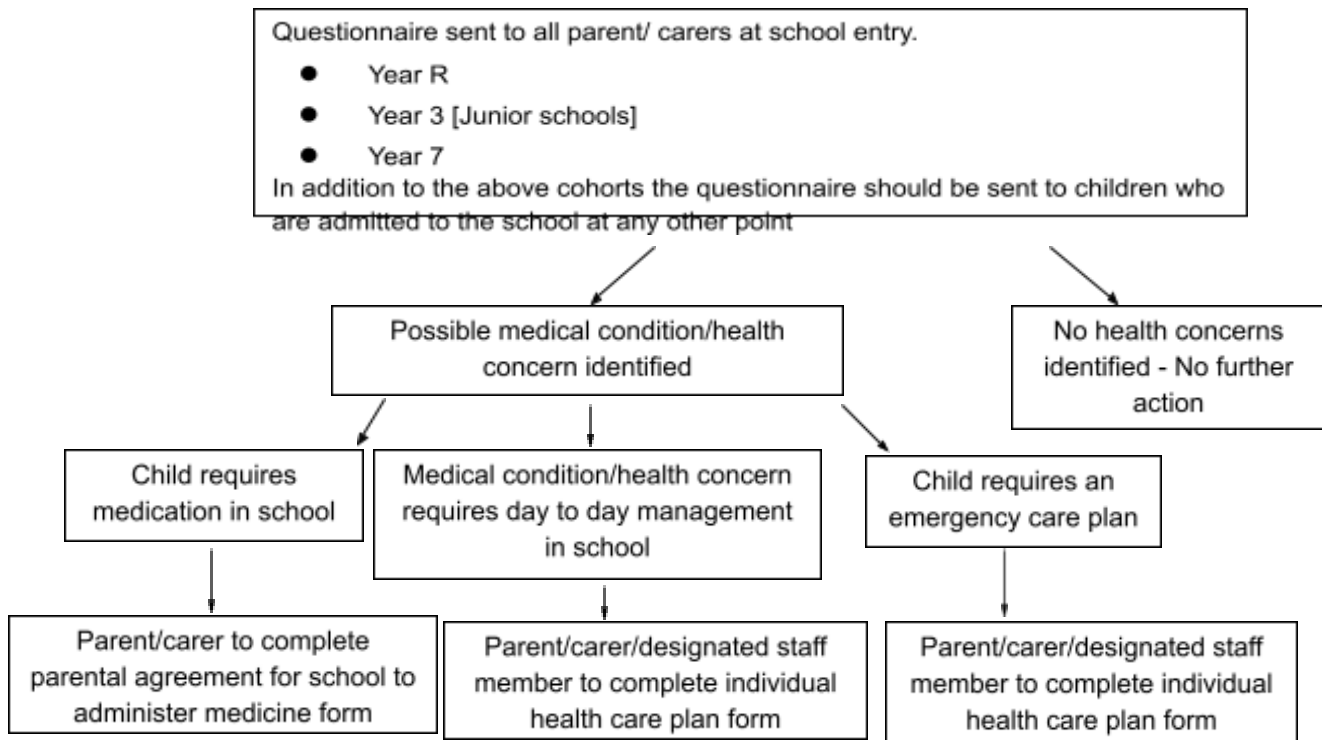 Questionnaire sent to all parent/ carers at school entry.
● Year R
● Year 3 [Junior schools]
● Year 7
In addition to the above cohorts the questionnaire should be sent to children who
are admitted to the school at any other point
Possible medical condition/health
concern identified
No health concerns
identified - No further
action
Child requires
medication in school
Medical condition/health concern
requires day to day management
in school
Child requires an
emergency care plan
Parent/carer to complete
parental agreement for school to
administer medicine form
Parent/carer/designated staff
member to complete individual
health care plan form
Parent/carer/designated staff
member to complete individual
health care plan form